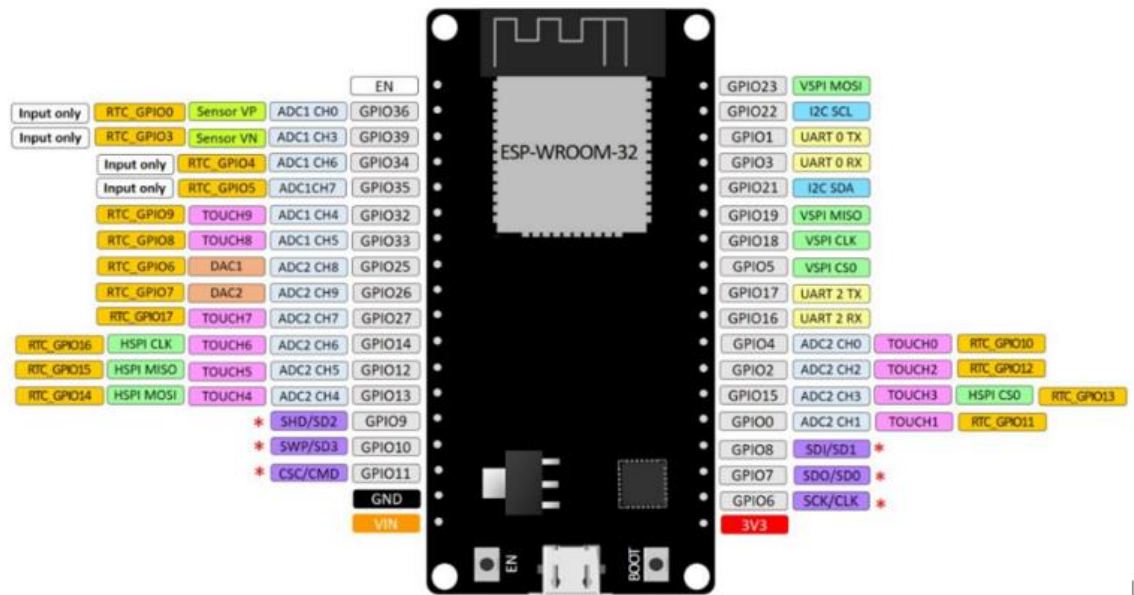 EN GPIO23 VSPI MOSI
Input only RTC_GPIO0 Sensor VP ADC1 CH0 GPIO36 GPIO22 I2C SCL
Input only RTC_GPIO3 Sensor VN ADC1 CH3 GPIO39 GPIO1 UART 0 TX
Input only RTC_GPIO4 ADC1 CH6 GPIO34 ESP-WROOM-32 GPIO3 UART 0 RX
Input only RTC_GPIO5 ADC1CH7 GPIO35 GPIO21 I2C SDA
RTC_GPIO9 TOUCH9 ADC1 CH4 GPIO32 GPIO19 VSPI MISO
RTC_GPIO8 TOUCH8 ADC1 CH5 GPIO33 GPIO18 VSPI CLK
RTC_GPIO6 DAC1 ADC2 CH8 GPIO25 GPIO5 VSPI CS0
RTC_GPIO7 DAC2 ADC2 CH9 GPIO26 GPIO17 UART 2 TX
RTC_GPIO17 TOUCH7 ADC2 CH7 GPIO27 GPIO16 UART 2 RX
RTC_GPIO16 HSPI CLK TOUCH6 ADC2 CH6 GPIO14 GPIO4 ADC2 CH0 TOUCH0 RTC_GPIO10
RTC_GPIO15 HSPI MISO TOUCH5 ADC2 CH5 GPIO12 GPIO2 ADC2 CH2 TOUCH2 RTC_GPIO12
RTC_GPIO14 HSPI MOSI TOUCH4 ADC2 CH4 GPIO13 GPIO15 ADC2 CH3 TOUCH3 HSPI CS0 RTC_GPIO13
* SHD/SD2 GPIO9 GPIO0 ADC2 CH1 TOUCH1 RTC_GPIO11
* SWP/SD3 GPIO10 GPIO8 SDI/SD1 *
* CSC/CMD GPIO11 GPIO7 SDO/SD0 *
GND GPIO6 SCK/CLK *
VIN 3V3
EN BOOT